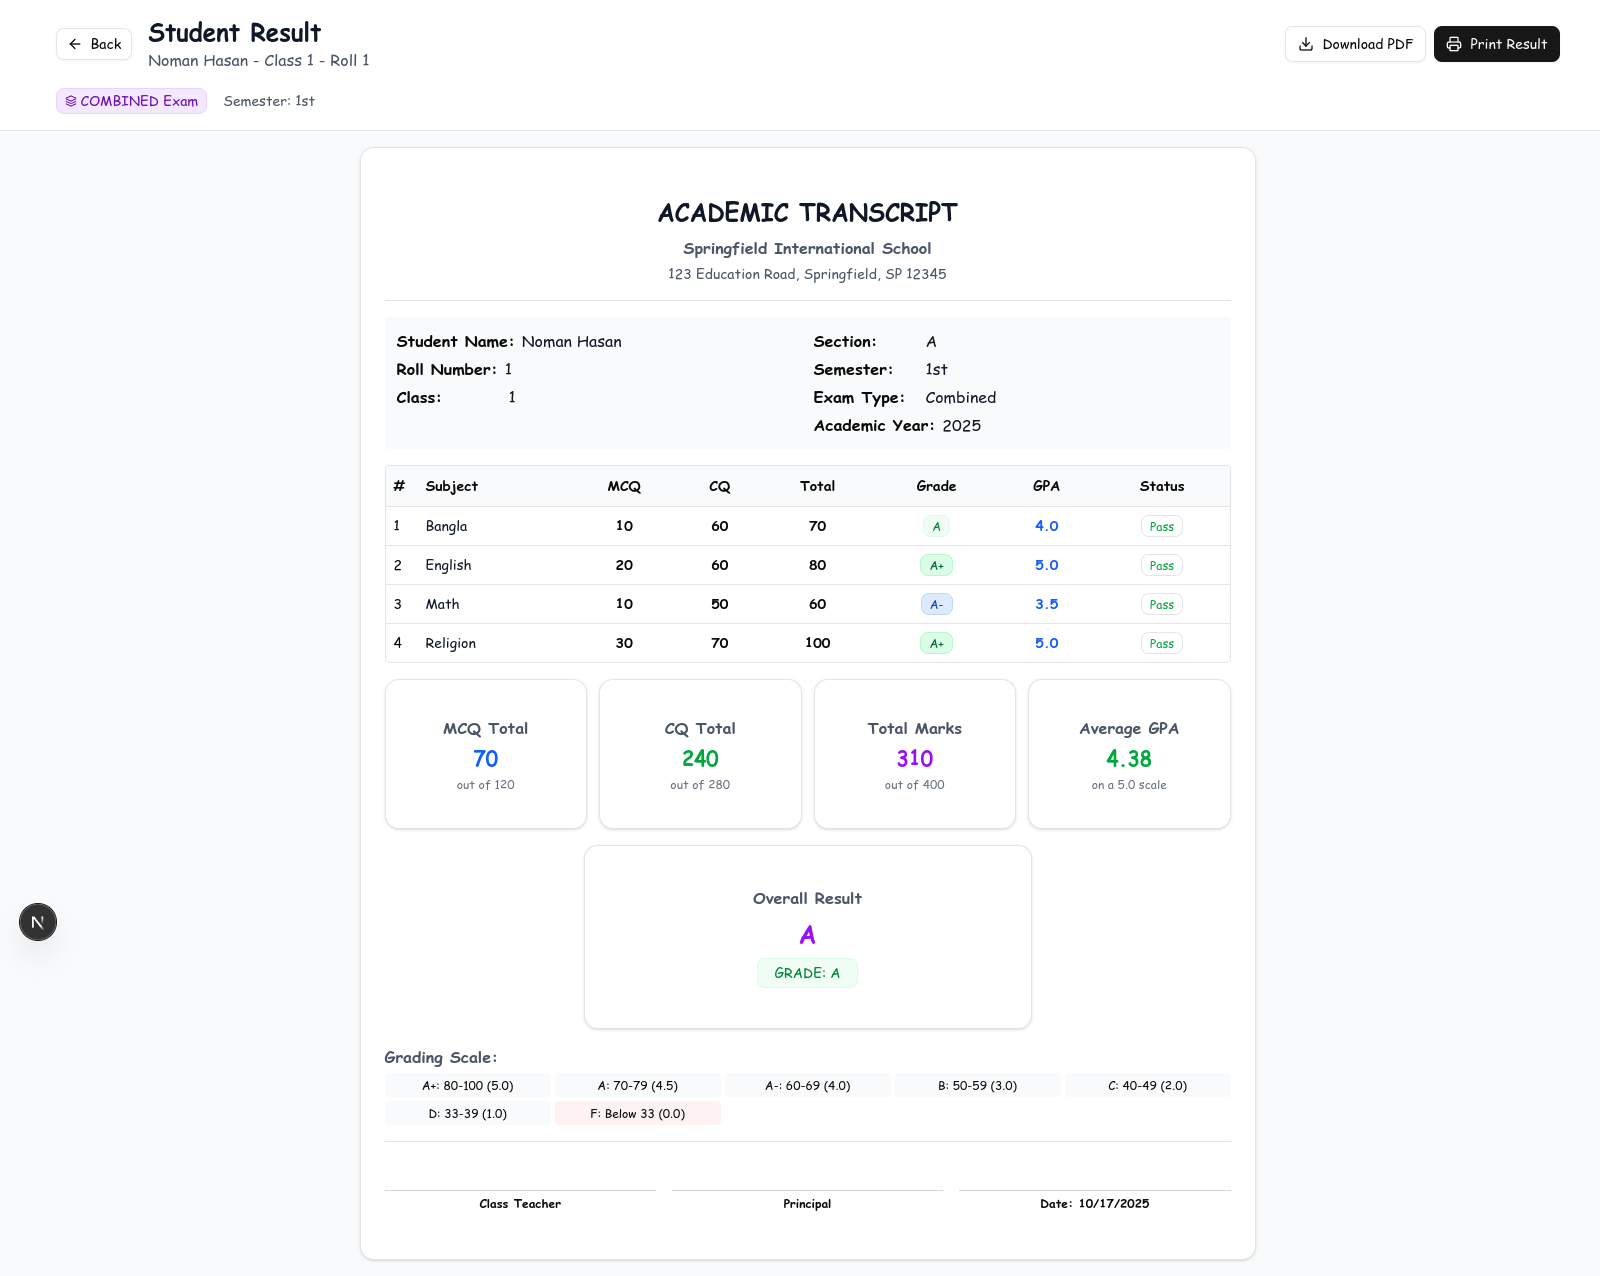 Back
Student Result
Noman Hasan - Class 1 - Roll 1
Download PDF
Print Result
COMBINED Exam
Semester: 1st
ACADEMIC TRANSCRIPT
Springfield International School
123 Education Road, Springfield, SP 12345
Student Name: Noman Hasan
Roll Number: 1
Class: 1
Section: A
Semester: 1st
Exam Type: Combined
Academic Year: 2025
# Subject MCQ CQ Total Grade GPA Status
1 Bangla 10 60 70 A 4.0 Pass
2 English 20 60 80 A+ 5.0 Pass
3 Math 10 50 60 A- 3.5 Pass
4 Religion 30 70 100 A+ 5.0 Pass
MCQ Total
70
out of 120
CQ Total
240
out of 280
Total Marks
310
out of 400
Average GPA
4.38
on a 5.0 scale
Overall Result
A
GRADE: A
N
Grading Scale:
A+: 80-100 (5.0) A: 70-79 (4.5) A-: 60-69 (4.0) B: 50-59 (3.0) C: 40-49 (2.0)
D: 33-39 (1.0) F: Below 33 (0.0)
Class Teacher Principal Date: 10/17/2025